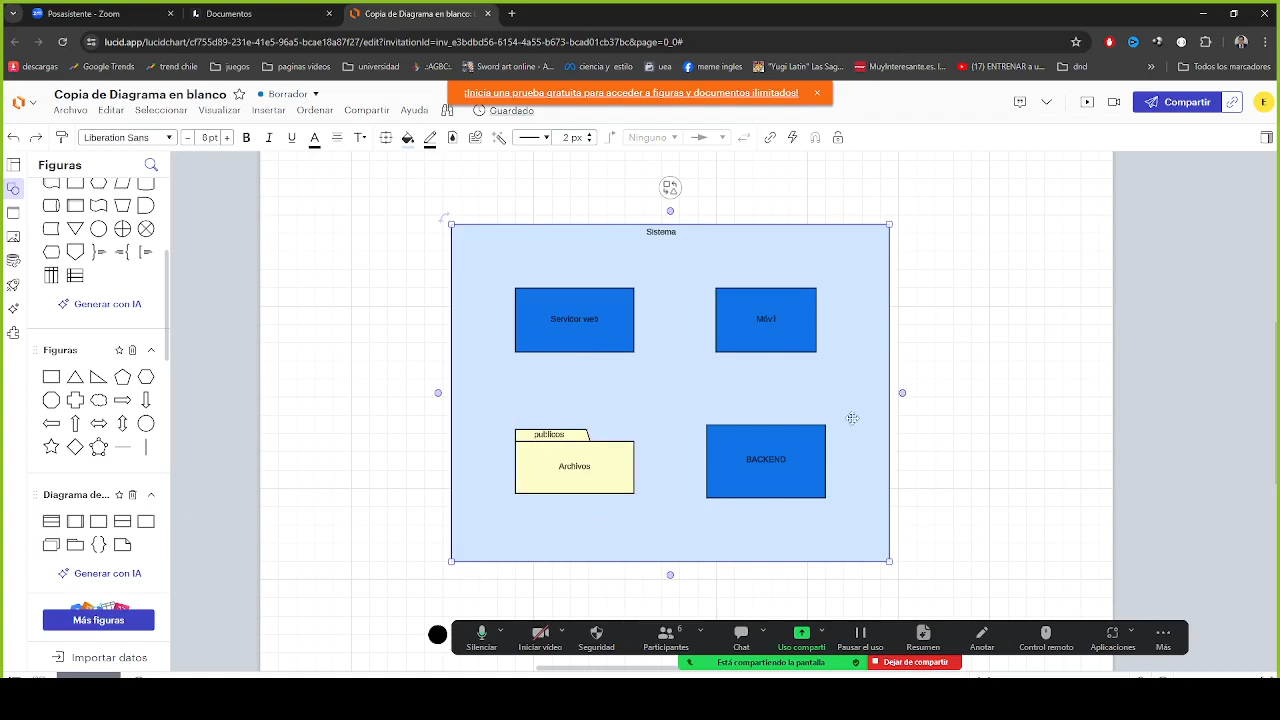 Posasistente - Zoom
Documentos
Copia de Diagrama en blanco:
lucid.app/lucidchart/cf755d89-231e-41e5-96a5-bcae18a87f27/edit?invitationId=inv_e3bdbd56-6154-4a55-b673-bcad01cb37bc&page=0_0#
descargas
Google Trends
trend chile
juegos
paginas videos
universidad
.:AGBC:.
Sword art online - A...
ciencia y estilo
uea
meme ingles
"Yugi Latin" Las Sag...
MuyInteresante.es. l...
(17) ENTRENAR a u...
dnd
Todos los marcadores
Copia de Diagrama en blanco
Borrador
¡Inicia una prueba gratuita para acceder a figuras y documentos ilimitados!
Archivo
Editar
Seleccionar
Visualizar
Insertar
Ordenar
Compartir
Ayuda
Guardado
Compartir
E
Liberation Sans
8pt
2 px
Ninguno
Figuras
Generar con IA
Figuras
Diagrama de...
Generar con IA
Más figuras
Importar datos
Sistema
Servidor web
Móvil
publicos
Archivos
BACKEND
Silenciar
Iniciar vídeo
Seguridad
6
Participantes
Chat
Uso comparti
Pausar el uso
Resumen
Anotar
Control remoto
Aplicaciones
Más
Está compartiendo la pantalla
Dejar de compartir